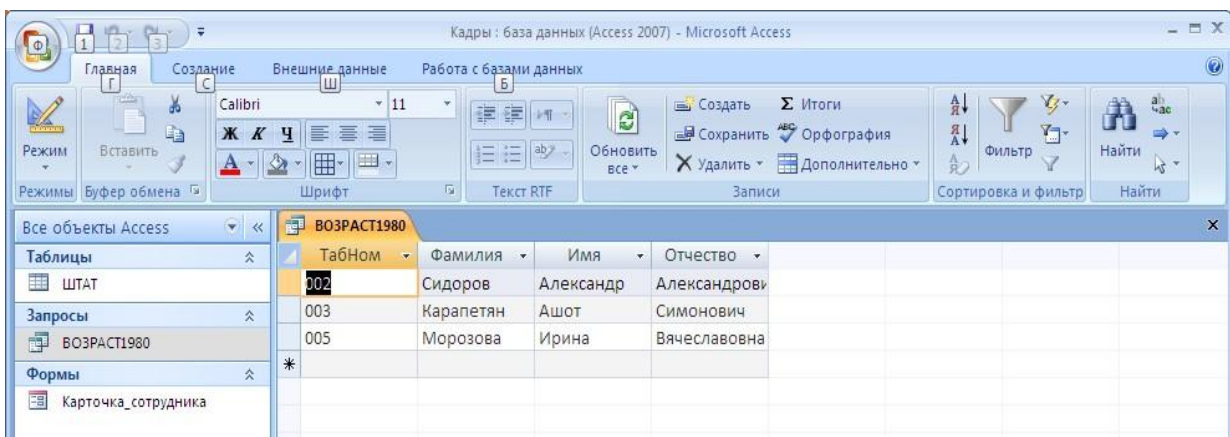 Ф 1 2 3 Кадры : база данных (Access 2007) - Microsoft Access
Главная Создание Внешние данные Работа с базами данных
Г С Ш Б
Calibri 11 Создать Σ Итоги
Ж К Ч Сохранить Орфография
Режим Вставить Обновить все Удалить Дополнительно Фильтр Найти
Режимы Буфер обмена Шрифт Текст RTF Записи Сортировка и фильтр Найти
Все объекты Access ВОЗРАСТ1980
Таблицы ТабНом Фамилия Имя Отчество
ШТАТ 002 Сидоров Александр Александрови
Запросы 003 Карапетян Ашот Симонович
ВОЗРАСТ1980 005 Морозова Ирина Вячеславовна
Формы
Карточка_сотрудника